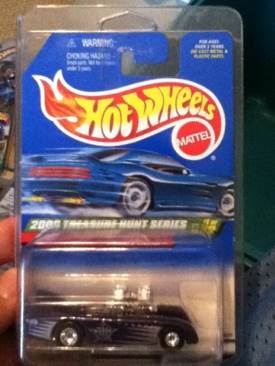 WARNING:
CHOKING HAZARD-
Small parts. Not for
under 3 years.
FOR AGES
OVER 3 YEARS
DIE CAST METAL &
PLASTIC PARTS
HOT WHEELS
MATTEL
2000 TREASURE HUNT SERIES